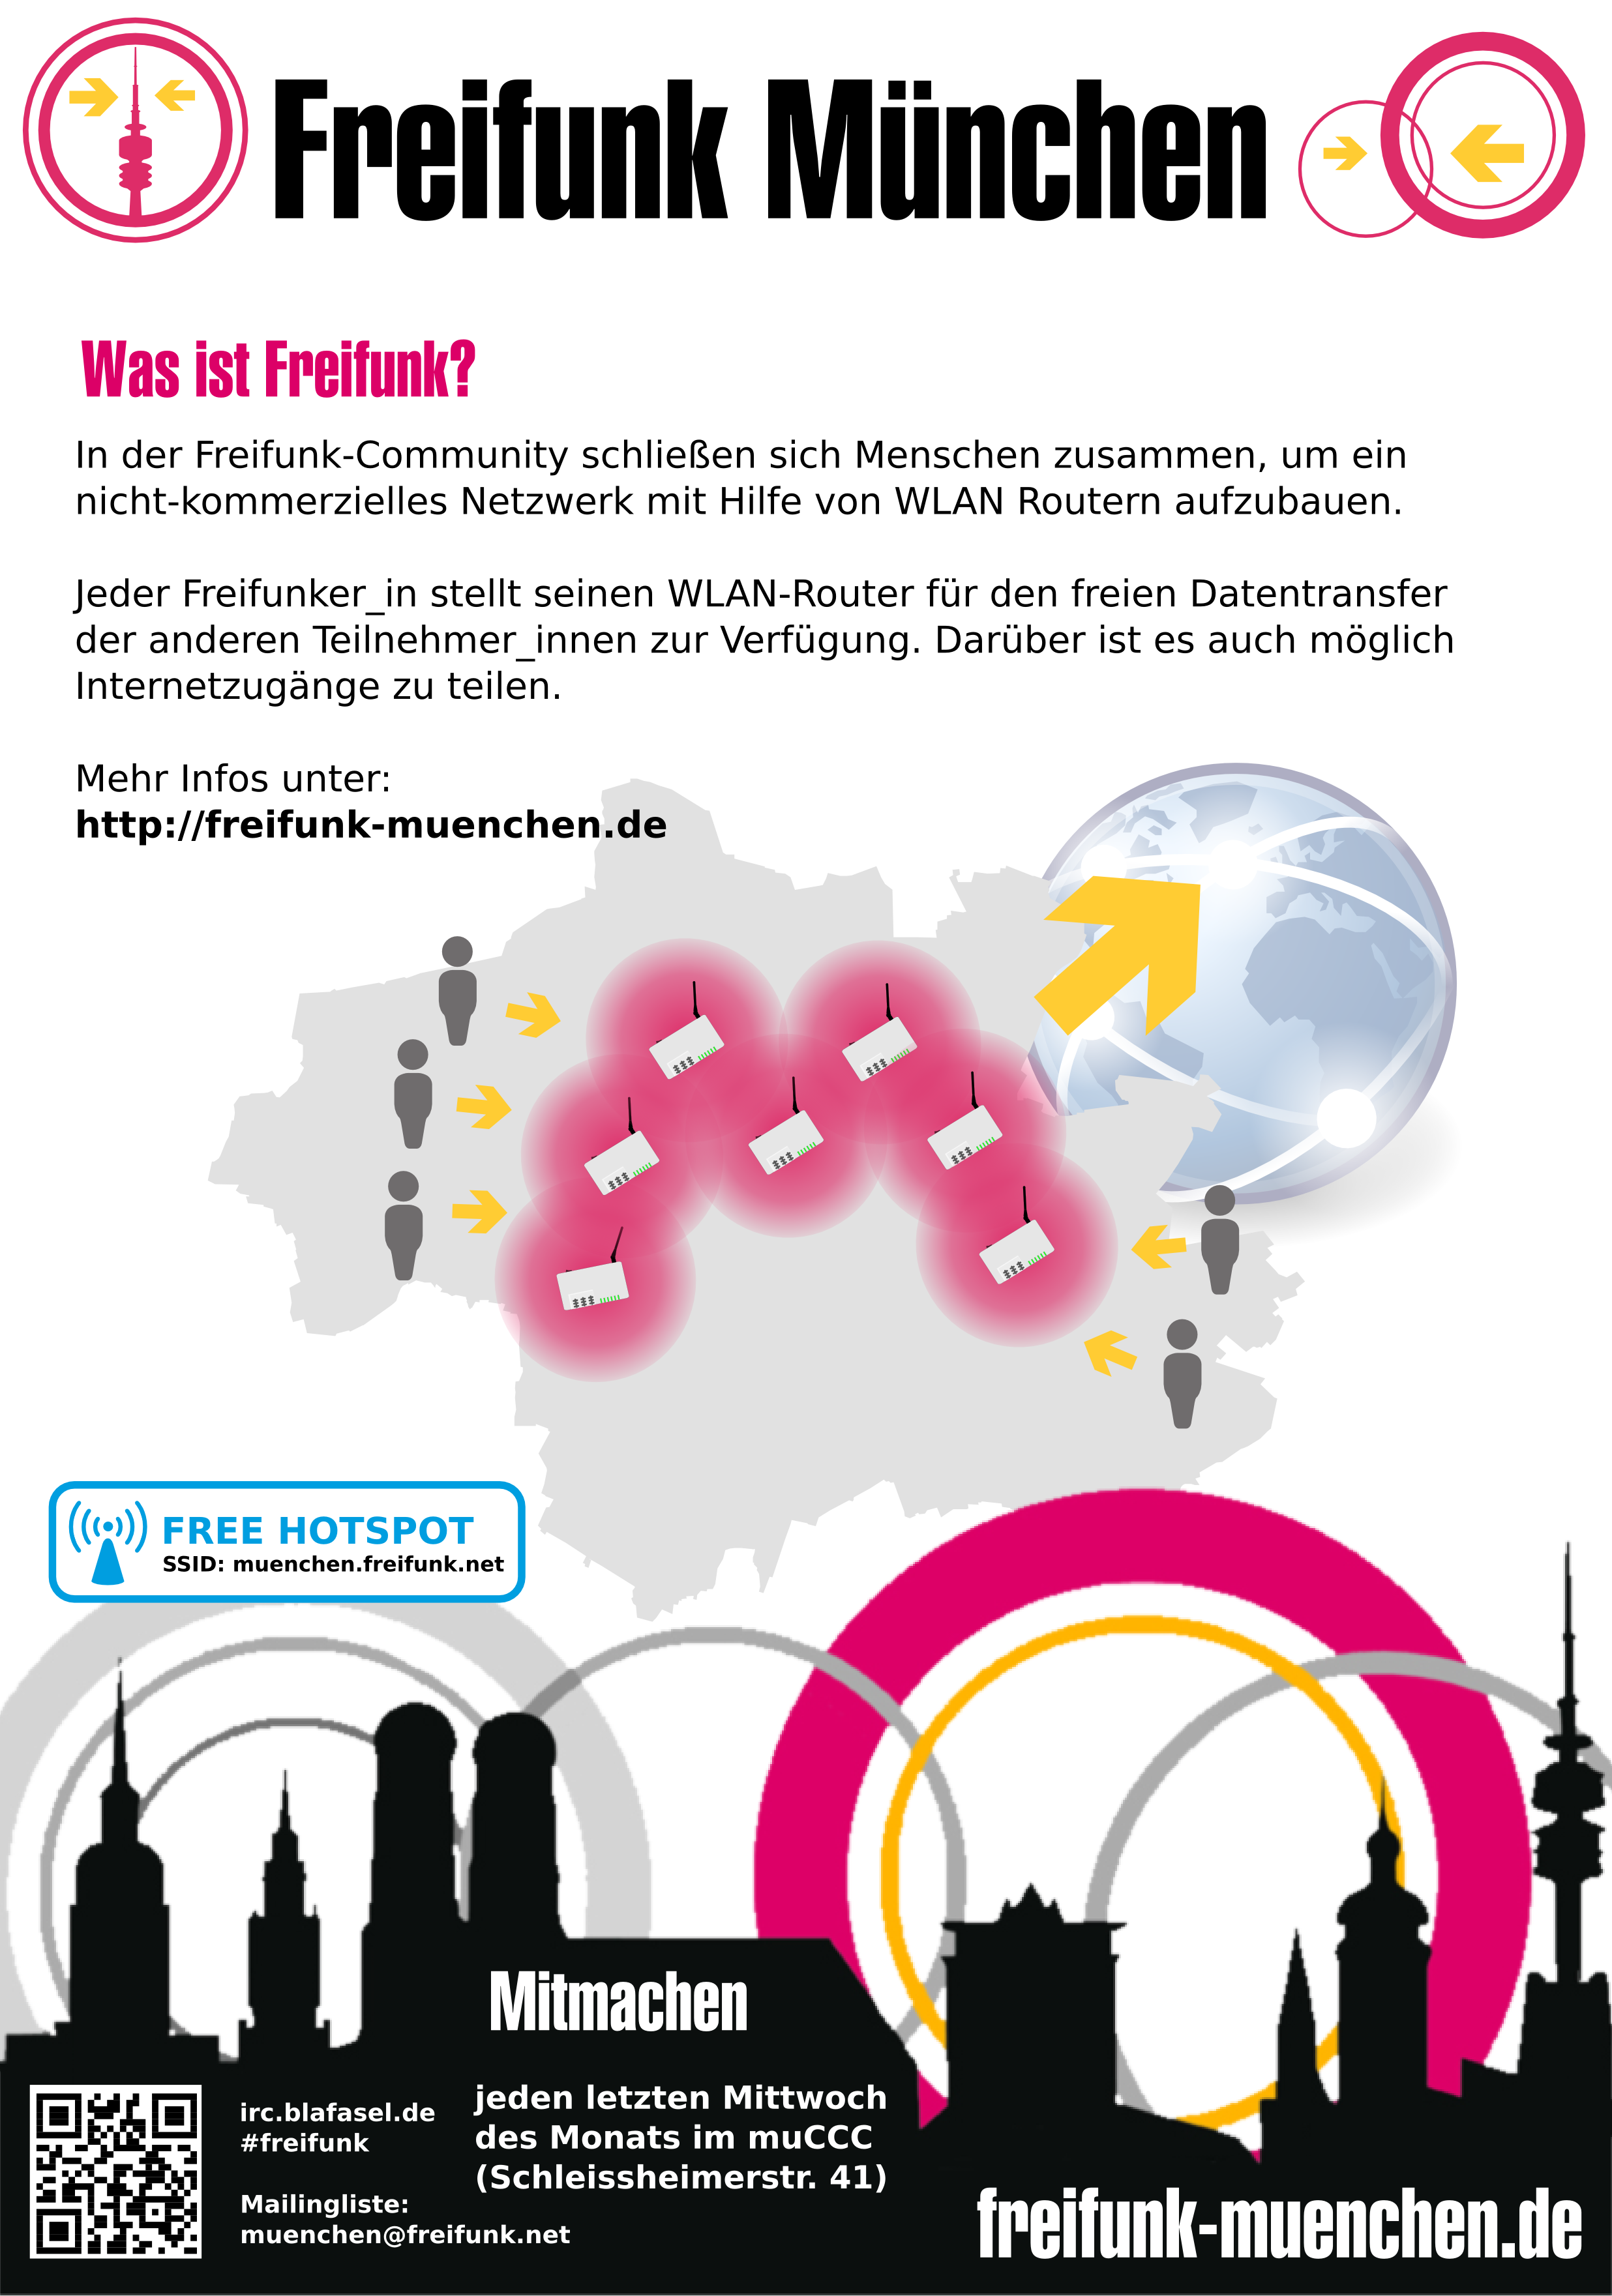 Freifunk München
Was ist Freifunk?
In der Freifunk-Community schließen sich Menschen zusammen, um ein
nicht-kommerzielles Netzwerk mit Hilfe von WLAN Routern aufzubauen.
Jeder Freifunker_in stellt seinen WLAN-Router für den freien Datentransfer
der anderen Teilnehmer_innen zur Verfügung. Darüber ist es auch möglich
Internetzugänge zu teilen.
Mehr Infos unter:
http://freifunk-muenchen.de
FREE HOTSPOT
SSID: muenchen.freifunk.net
Mitmachen
jeden letzten Mittwoch
des Monats im muCCC
(Schleissheimerstr. 41)
irc.blafasel.de
#freifunk
Mailingliste:
muenchen@freifunk.net
freifunk-muenchen.de